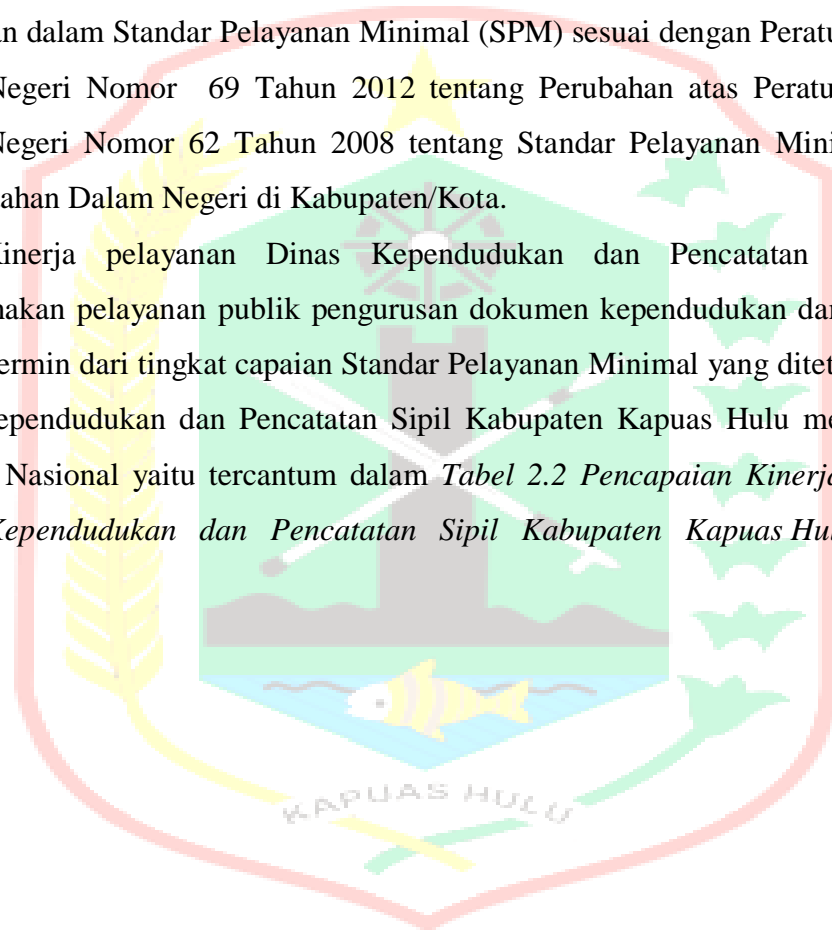 an dalam Standar Pelayanan Minimal (SPM) sesuai dengan Peratu
Negeri Nomor 69 Tahun 2012 tentang Perubahan atas Peratu
Negeri Nomor 62 Tahun 2008 tentang Standar Pelayanan Mini
ahan Dalam Negeri di Kabupaten/Kota.
Kinerja pelayanan Dinas Kependudukan dan Pencatatan
nakan pelayanan publik pengurusan dokumen kependudukan dan
ermin dari tingkat capaian Standar Pelayanan Minimal yang ditet
ependudukan dan Pencatatan Sipil Kabupaten Kapuas Hulu me
Nasional yaitu tercantum dalam Tabel 2.2 Pencapaian Kinerja
Kependudukan dan Pencatatan Sipil Kabupaten Kapuas Hul
KAPUAS HULU